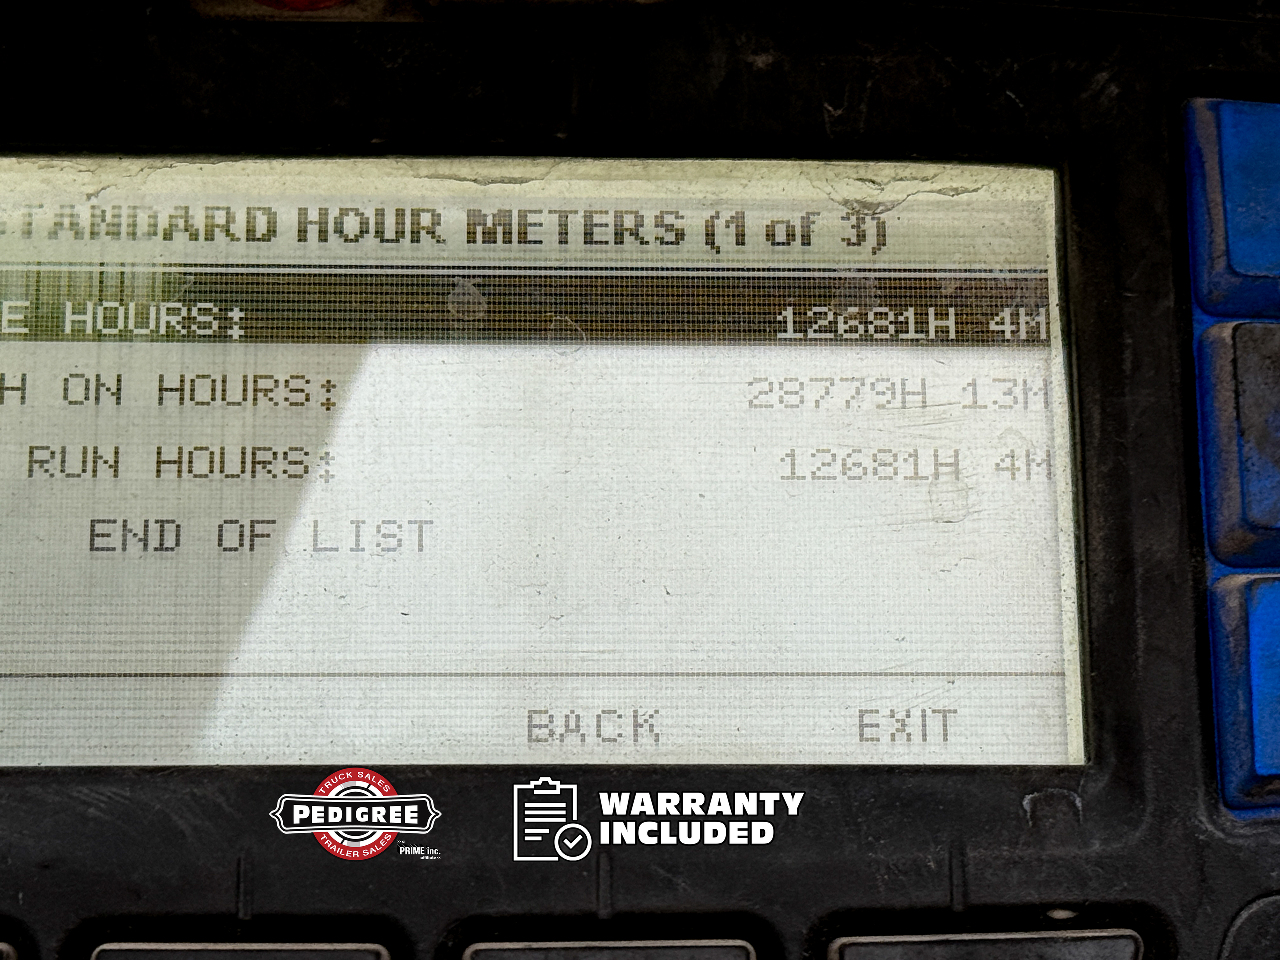 STANDARD HOUR METERS (1 of 3)
E HOURS: 12681H 4M
H ON HOURS: 28779H 13M
RUN HOURS: 12681H 4M
END OF LIST
BACK EXIT
TRUCK SALES
PEDIGREE
TRAILER SALES
PRIME inc.
WARRANTY
INCLUDED